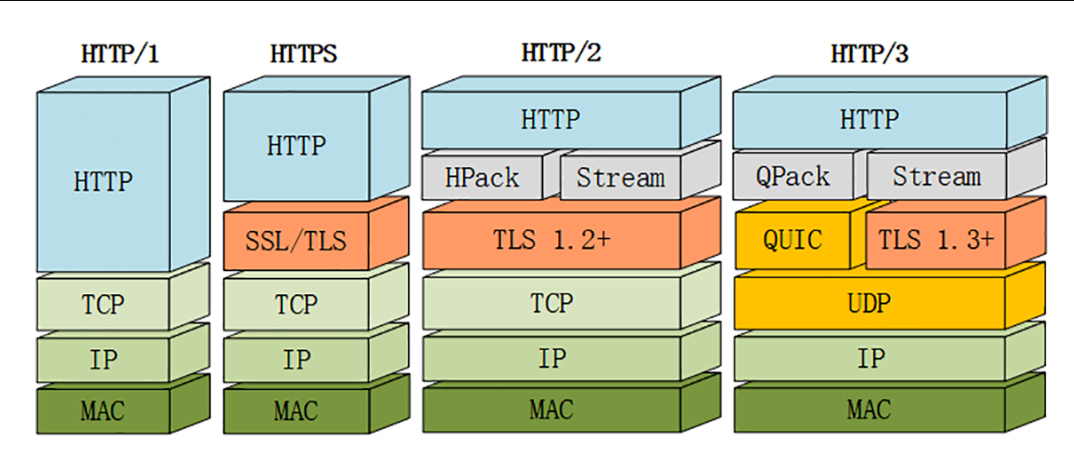 HTTP/1
HTTPS
HTTP/2
HTTP/3
HTTP
TCP
IP
MAC
HTTP
SSL/TLS
TCP
IP
MAC
HTTP
HPack
Stream
TLS 1.2+
TCP
IP
MAC
HTTP
QPack
Stream
QUIC
TLS 1.3+
UDP
IP
MAC